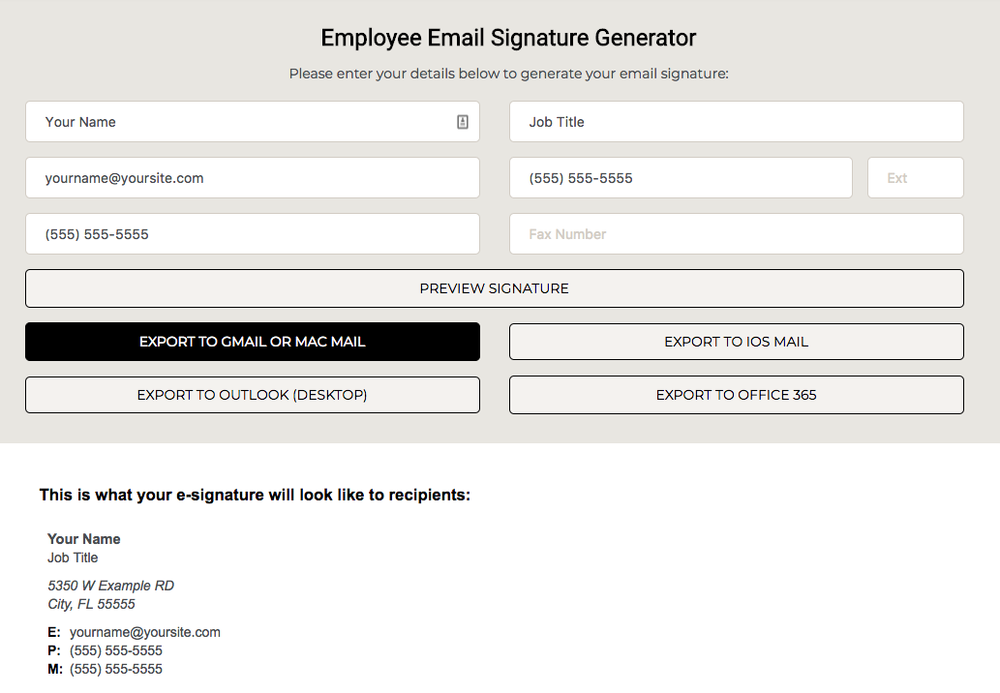 Employee Email Signature Generator
Please enter your details below to generate your email signature:
Your Name
Job Title
yourname@yoursite.com
(555) 555-5555
Ext
(555) 555-5555
Fax Number
PREVIEW SIGNATURE
EXPORT TO GMAIL OR MAC MAIL
EXPORT TO IOS MAIL
EXPORT TO OUTLOOK (DESKTOP)
EXPORT TO OFFICE 365
This is what your e-signature will look like to recipients:
Your Name
Job Title
5350 W Example RD
City, FL 55555
E: yourname@yoursite.com
P: (555) 555-5555
M: (555) 555-5555